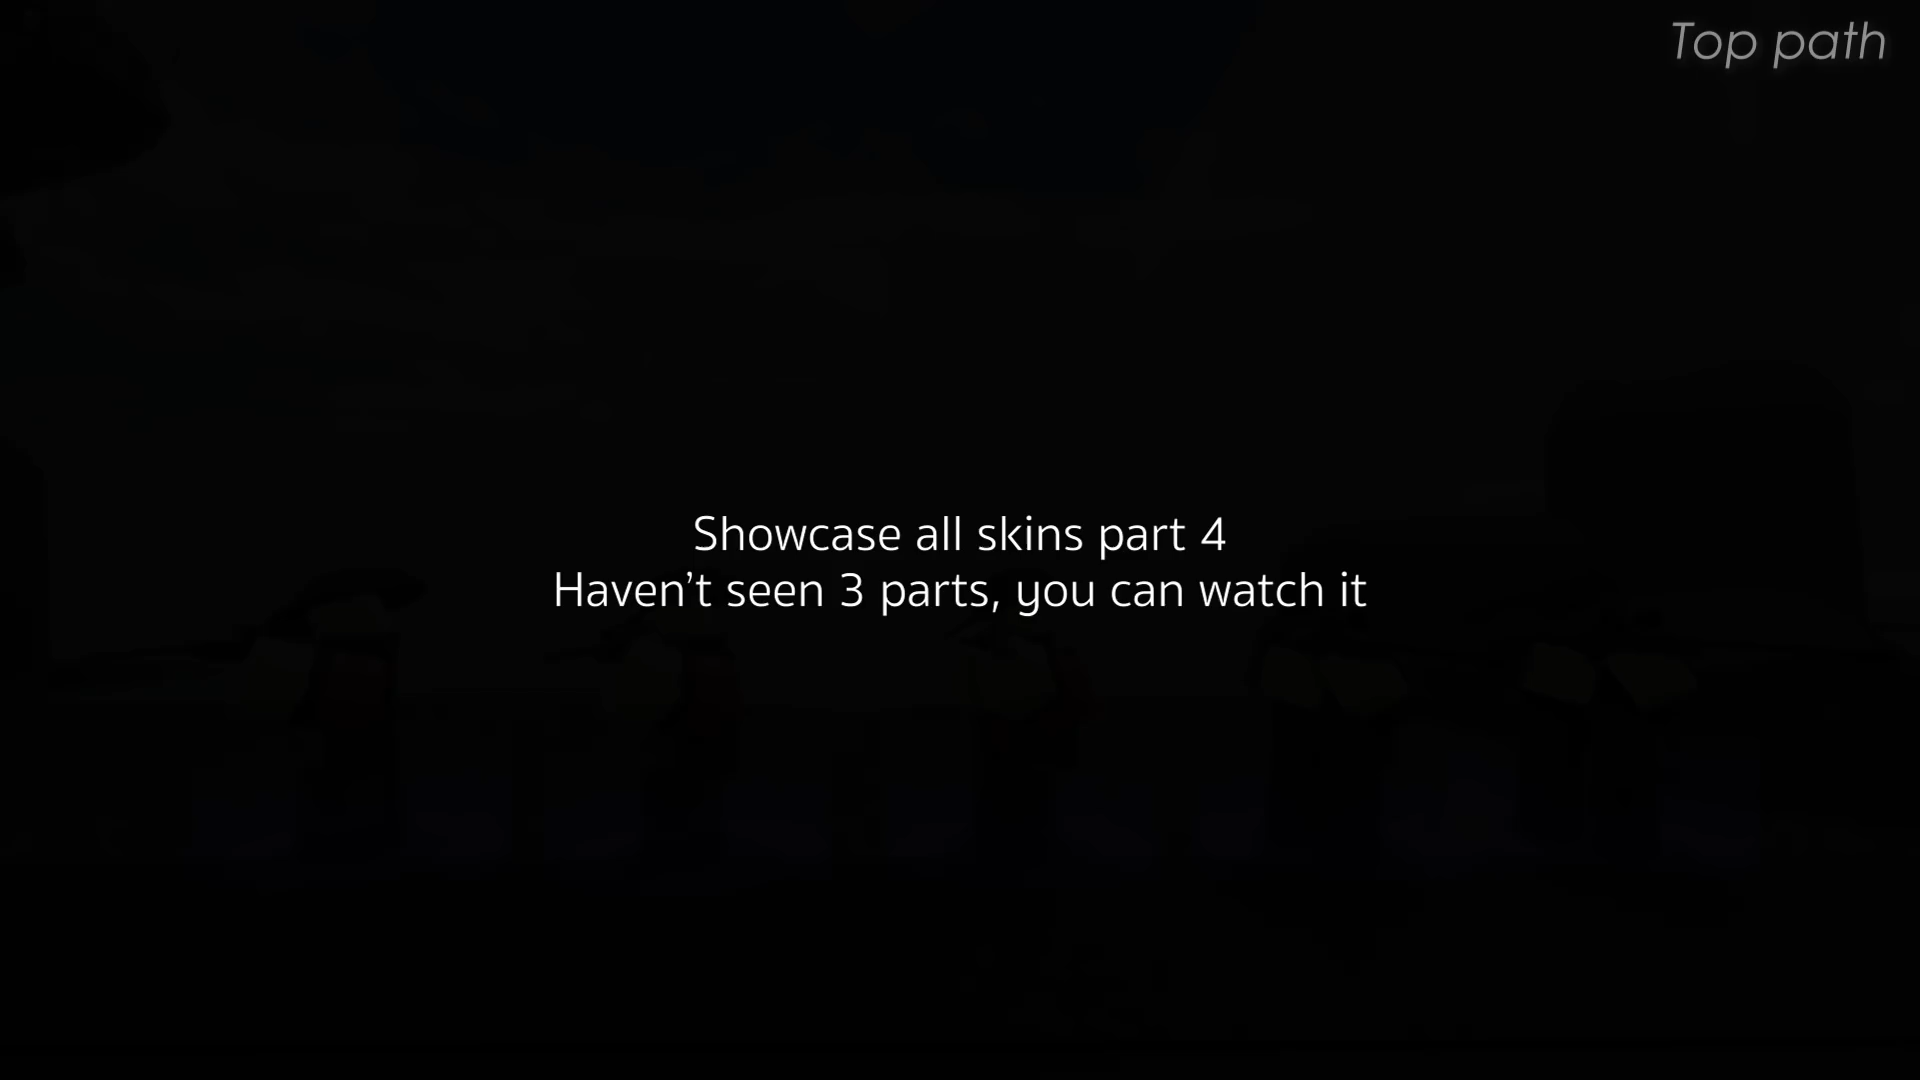 Top path
Showcase all skins part 4
Haven’t seen 3 parts, you can watch it